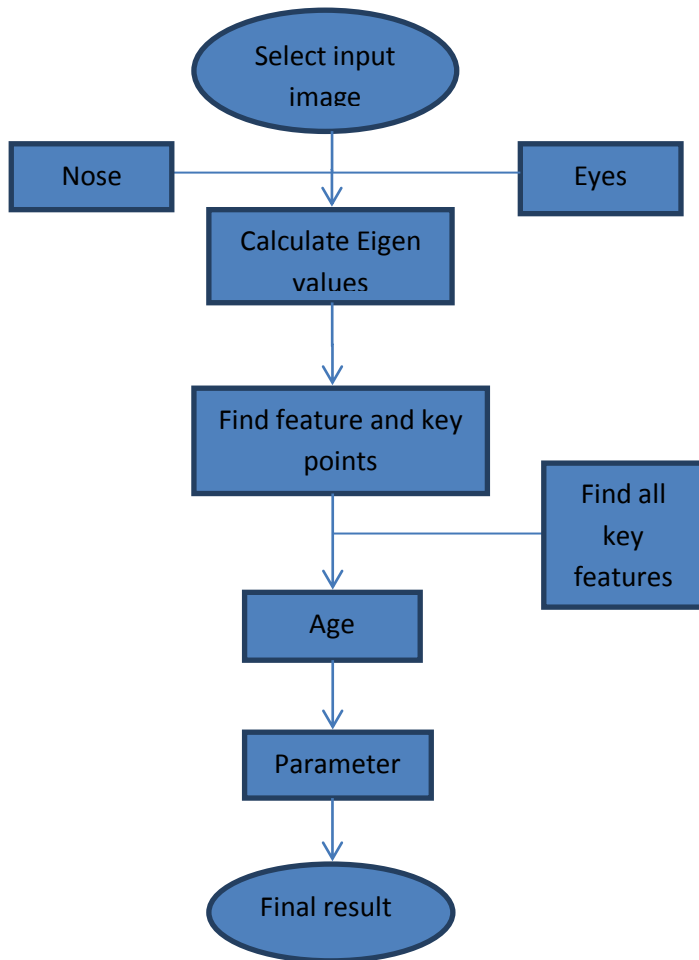 Select input
image
Nose
Eyes
Calculate Eigen
values
Find feature and key
points
Find all
key
features
Age
Parameter
Final result